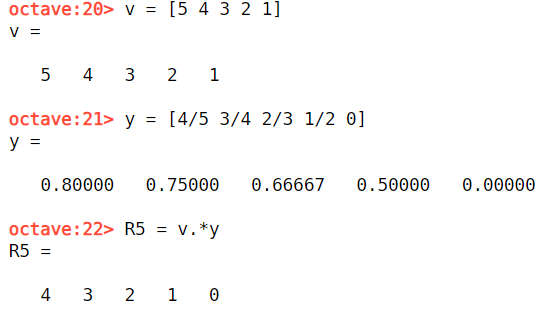 octave:20> v = [5 4 3 2 1]
v =
5 4 3 2 1
octave:21> y = [4/5 3/4 2/3 1/2 0]
y =
0.80000 0.75000 0.66667 0.50000 0.00000
octave:22> R5 = v.*y
R5 =
4 3 2 1 0